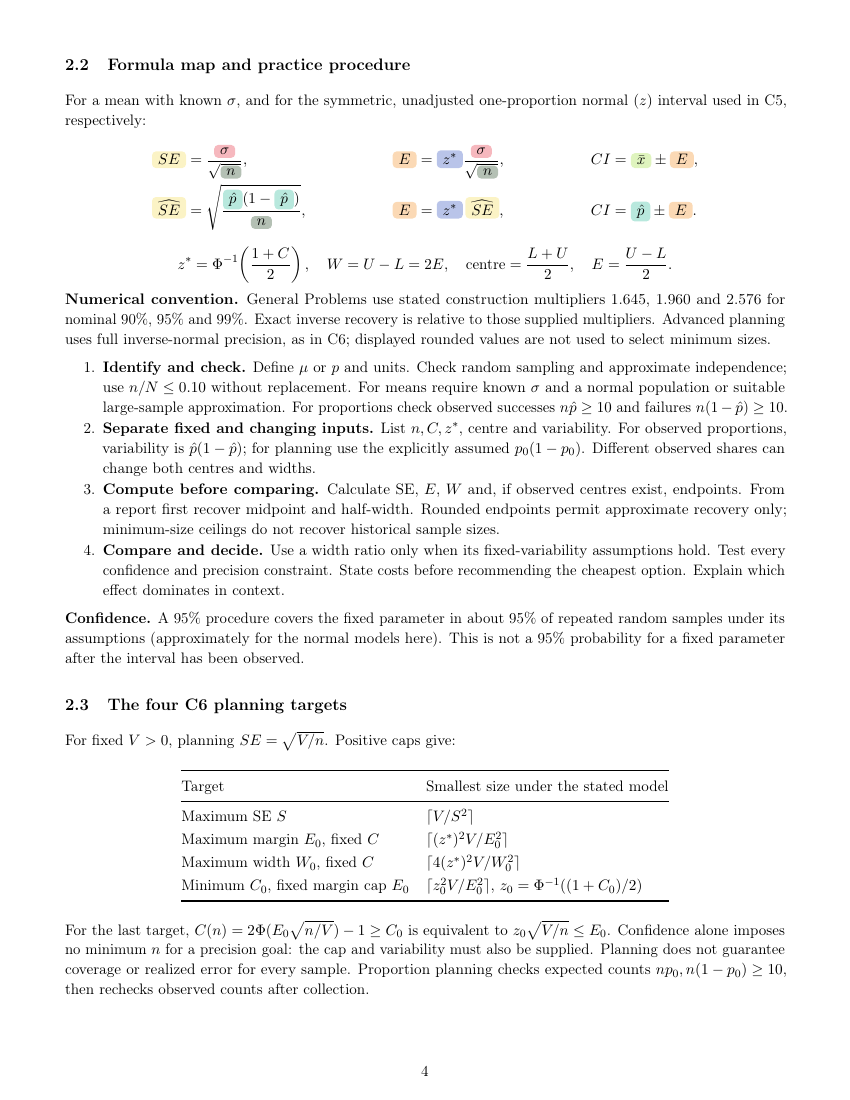 2.2 Formula map and practice procedure
For a mean with known σ, and for the symmetric, unadjusted one-proportion normal (z) interval used in C5,
respectively:
SE = σ/√n, E = z* σ/√n, CI = x̄ ± E,
ŜE = √(p̂(1 − p̂)/n), E = z* ŜE, CI = p̂ ± E.
z* = Φ⁻¹((1 + C)/2), W = U − L = 2E, centre = (L + U)/2, E = (U − L)/2.
Numerical convention. General Problems use stated construction multipliers 1.645, 1.960 and 2.576 for
nominal 90%, 95% and 99%. Exact inverse recovery is relative to those supplied multipliers. Advanced planning
uses full inverse-normal precision, as in C6; displayed rounded values are not used to select minimum sizes.
1. Identify and check. Define μ or p and units. Check random sampling and approximate independence;
use n/N ≤ 0.10 without replacement. For means require known σ and a normal population or suitable
large-sample approximation. For proportions check observed successes np̂ ≥ 10 and failures n(1 − p̂) ≥ 10.
2. Separate fixed and changing inputs. List n, C, z*, centre and variability. For observed proportions,
variability is p̂(1 − p̂); for planning use the explicitly assumed p₀(1 − p₀). Different observed shares can
change both centres and widths.
3. Compute before comparing. Calculate SE, E, W and, if observed centres exist, endpoints. From
a report first recover midpoint and half-width. Rounded endpoints permit approximate recovery only;
minimum-size ceilings do not recover historical sample sizes.
4. Compare and decide. Use a width ratio only when its fixed-variability assumptions hold. Test every
confidence and precision constraint. State costs before recommending the cheapest option. Explain which
effect dominates in context.
Confidence. A 95% procedure covers the fixed parameter in about 95% of repeated random samples under its
assumptions (approximately for the normal models here). This is not a 95% probability for a fixed parameter
after the interval has been observed.
2.3 The four C6 planning targets
For fixed V > 0, planning SE = √(V/n). Positive caps give:
Target Smallest size under the stated model
Maximum SE S ⌈V/S²⌉
Maximum margin E₀, fixed C ⌈(z*)²V/E₀²⌉
Maximum width W₀, fixed C ⌈4(z*)²V/W₀²⌉
Minimum C₀, fixed margin cap E₀ ⌈z₀²V/E₀²⌉, z₀ = Φ⁻¹((1 + C₀)/2)
For the last target, C(n) = 2Φ(E₀√(n/V)) − 1 ≥ C₀ is equivalent to z₀√(V/n) ≤ E₀. Confidence alone imposes
no minimum n for a precision goal: the cap and variability must also be supplied. Planning does not guarantee
coverage or realized error for every sample. Proportion planning checks expected counts np₀, n(1 − p₀) ≥ 10,
then rechecks observed counts after collection.
4